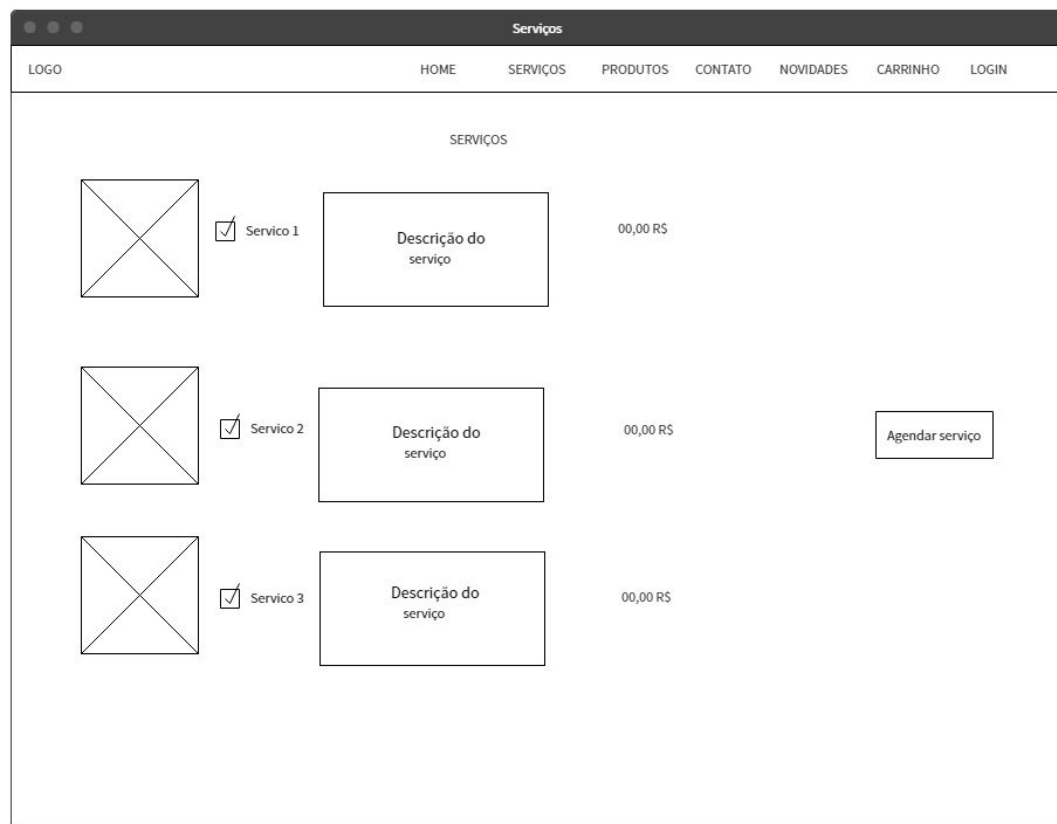 Serviços
LOGO HOME SERVIÇOS PRODUTOS CONTATO NOVIDADES CARRINHO LOGIN
SERVIÇOS
Servico 1
Descrição do
serviço
00,00 R$
Servico 2
Descrição do
serviço
00,00 R$
Agendar serviço
Servico 3
Descrição do
serviço
00,00 R$